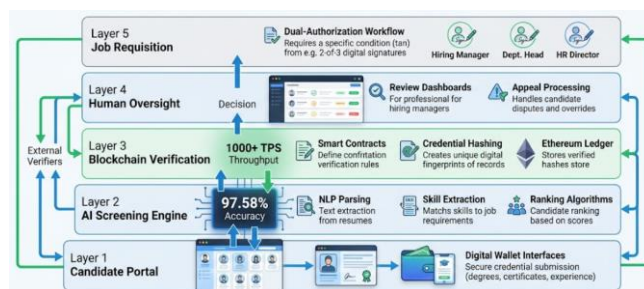 Layer 5
Job Requisition
Dual-Authorization Workflow
Requires a specific condition (tan)
from e.g. 2-of-3 digital signatures
Hiring Manager
Dept. Head
HR Director
Layer 4
Human Oversight
Decision
Review Dashboards
For professional for
hiring managers
Appeal Processing
Handles candidate
disputes and overrides
External
Verifiers
Layer 3
Blockchain Verification
1000+ TPS
Throughput
Smart Contracts
Define confintation
verification rules
Credential Hashing
Creates unique digital
fingerprints of records
Ethereum Ledger
Stores verified
hashes store
Layer 2
AI Screening Engine
97.58%
Accuracy
NLP Parsing
Text extraction
from resumes
Skill Extraction
Matchs skills to job
requirements
Ranking Algorithms
Candidate ranking
based on scores
Layer 1
Candidate Portal
Digital Wallet Interfaces
Secure credential submission
(degrees, certificates, experience)